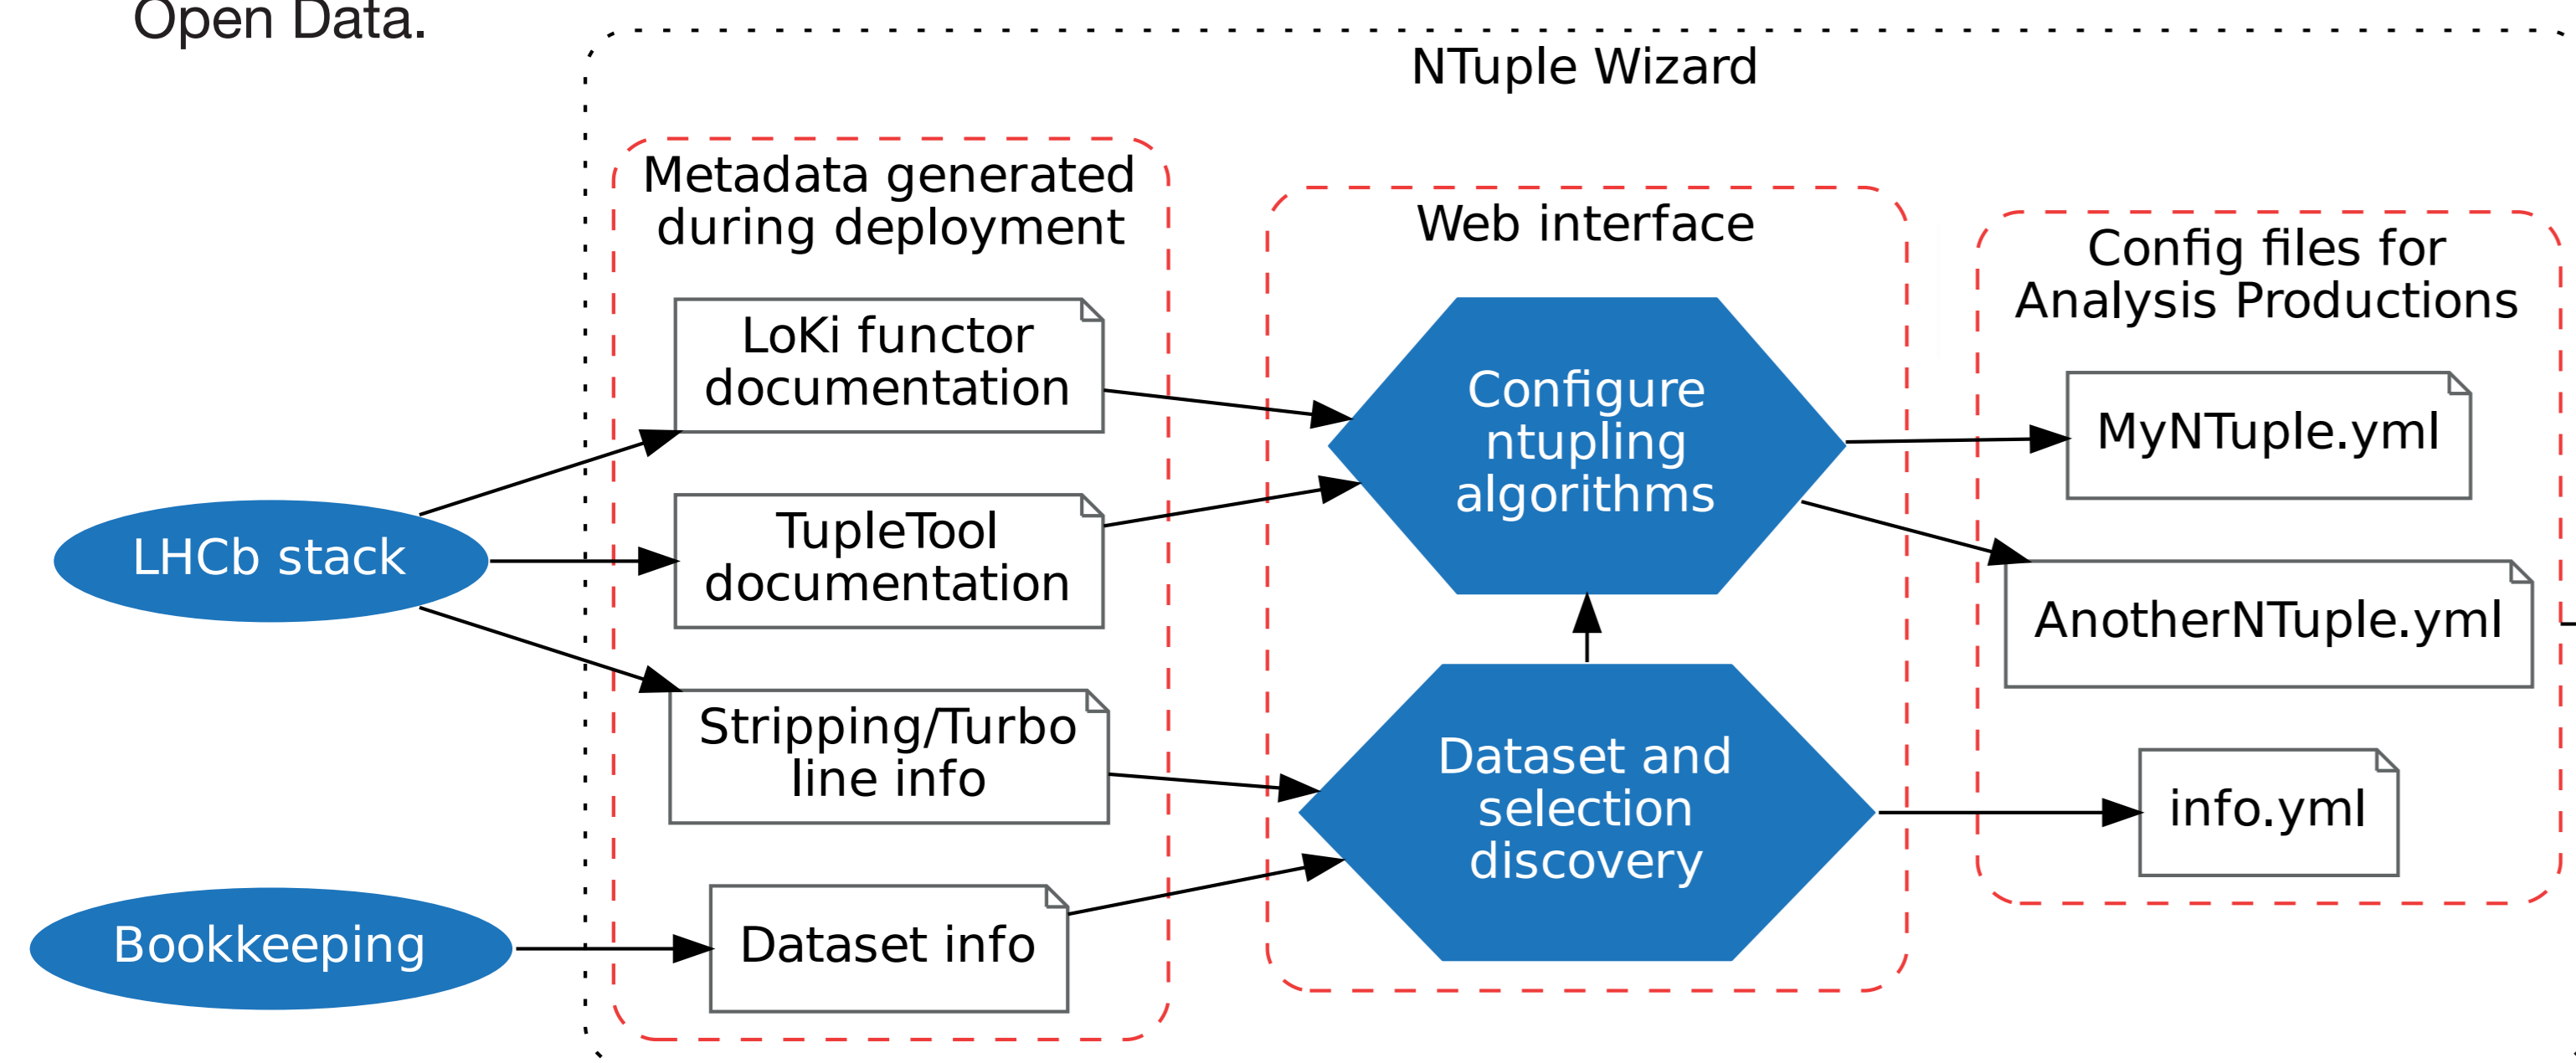 Open Data.
NTuple Wizard
Metadata generated
during deployment
LoKi functor
documentation
TupleTool
documentation
Stripping/Turbo
line info
Dataset info
LHCb stack
Bookkeeping
Web interface
Configure
ntupling
algorithms
Dataset and
selection
discovery
Config files for
Analysis Productions
MyNTuple.yml
AnotherNTuple.yml
info.yml